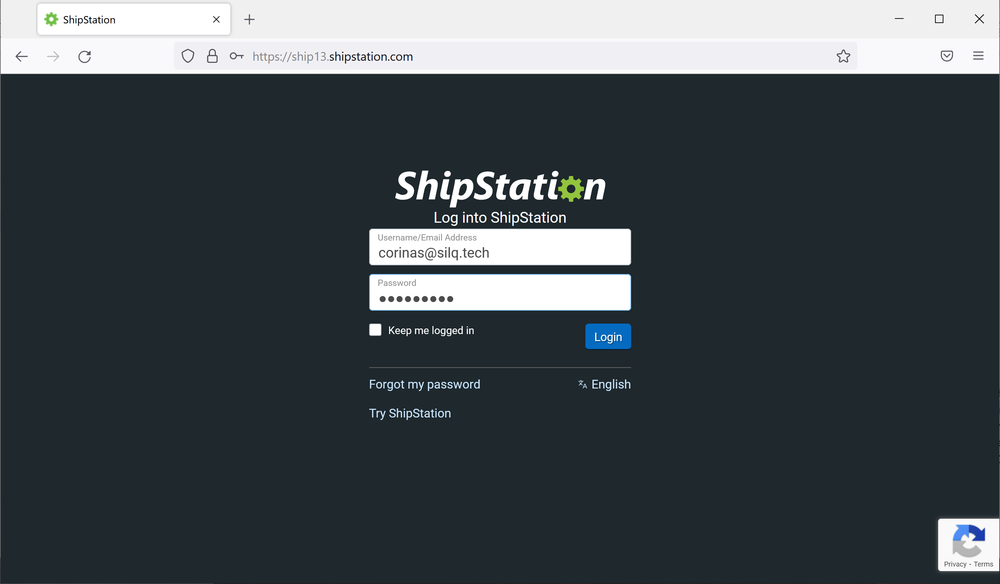 ShipStation
https://ship13.shipstation.com
ShipStation
Log into ShipStation
Username/Email Address
corinas@silq.tech
Password
●●●●●●●●●
Keep me logged in
Login
Forgot my password
English
Try ShipStation
Privacy - Terms